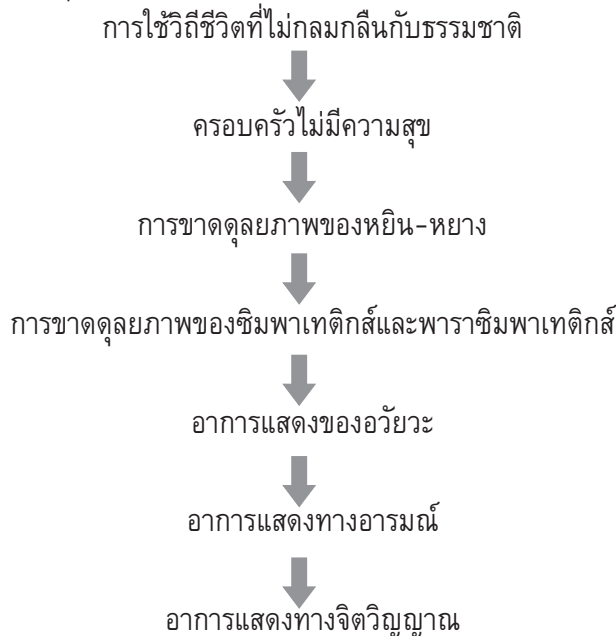 การใช้วิถีชีวิตที่ไม่กลมกลืนกับธรรมชาติ
ครอบครัวไม่มีความสุข
การขาดดุลยภาพของหยิน-หยาง
การขาดดุลยภาพของซิมพาเทติกส์และพาราซิมพาเทติกส์
อาการแสดงของอวัยวะ
อาการแสดงทางอารมณ์
อาการแสดงทางจิตวิญญาณ